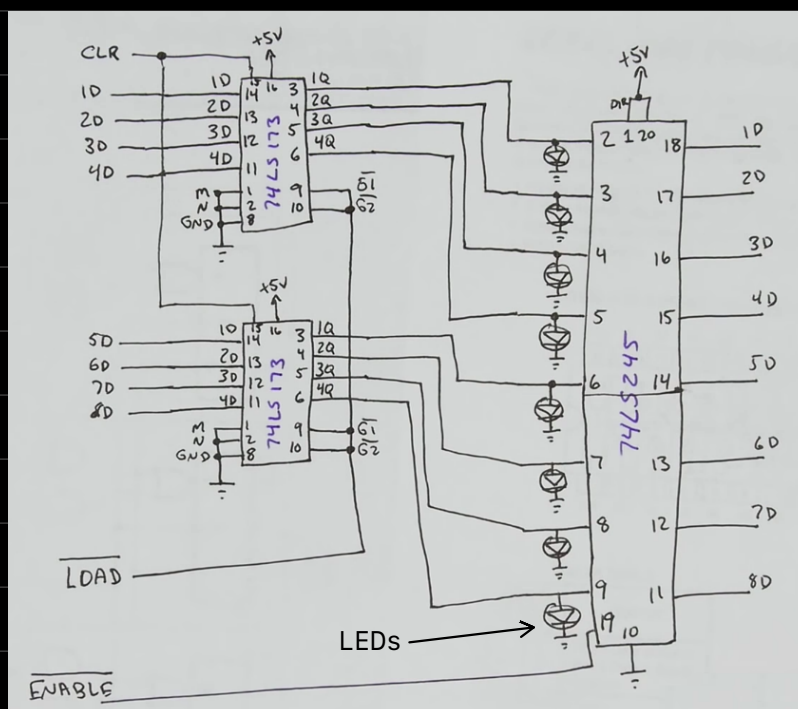 CLR
+5V
15 16
1D 1D 14 3 1Q
2D 2D 13 4 2Q
3D 3D 12 5 3Q
4D 4D 11 6 4Q
74LS173
M 1 9 G1
N 2 10 G2
GND 8
+5V
15 16
5D 1D 14 3 1Q
6D 2D 13 4 2Q
7D 3D 12 5 3Q
8D 4D 11 6 4Q
74LS173
M 1 9 G1
N 2 10 G2
GND 8
LOAD
ENABLE
LEDs
+5V
DIR
1 20
2 18 1D
3 17 2D
4 16 3D
5 15 4D
6 14 5D
7 13 6D
8 12 7D
9 11 8D
19 10
74LS245